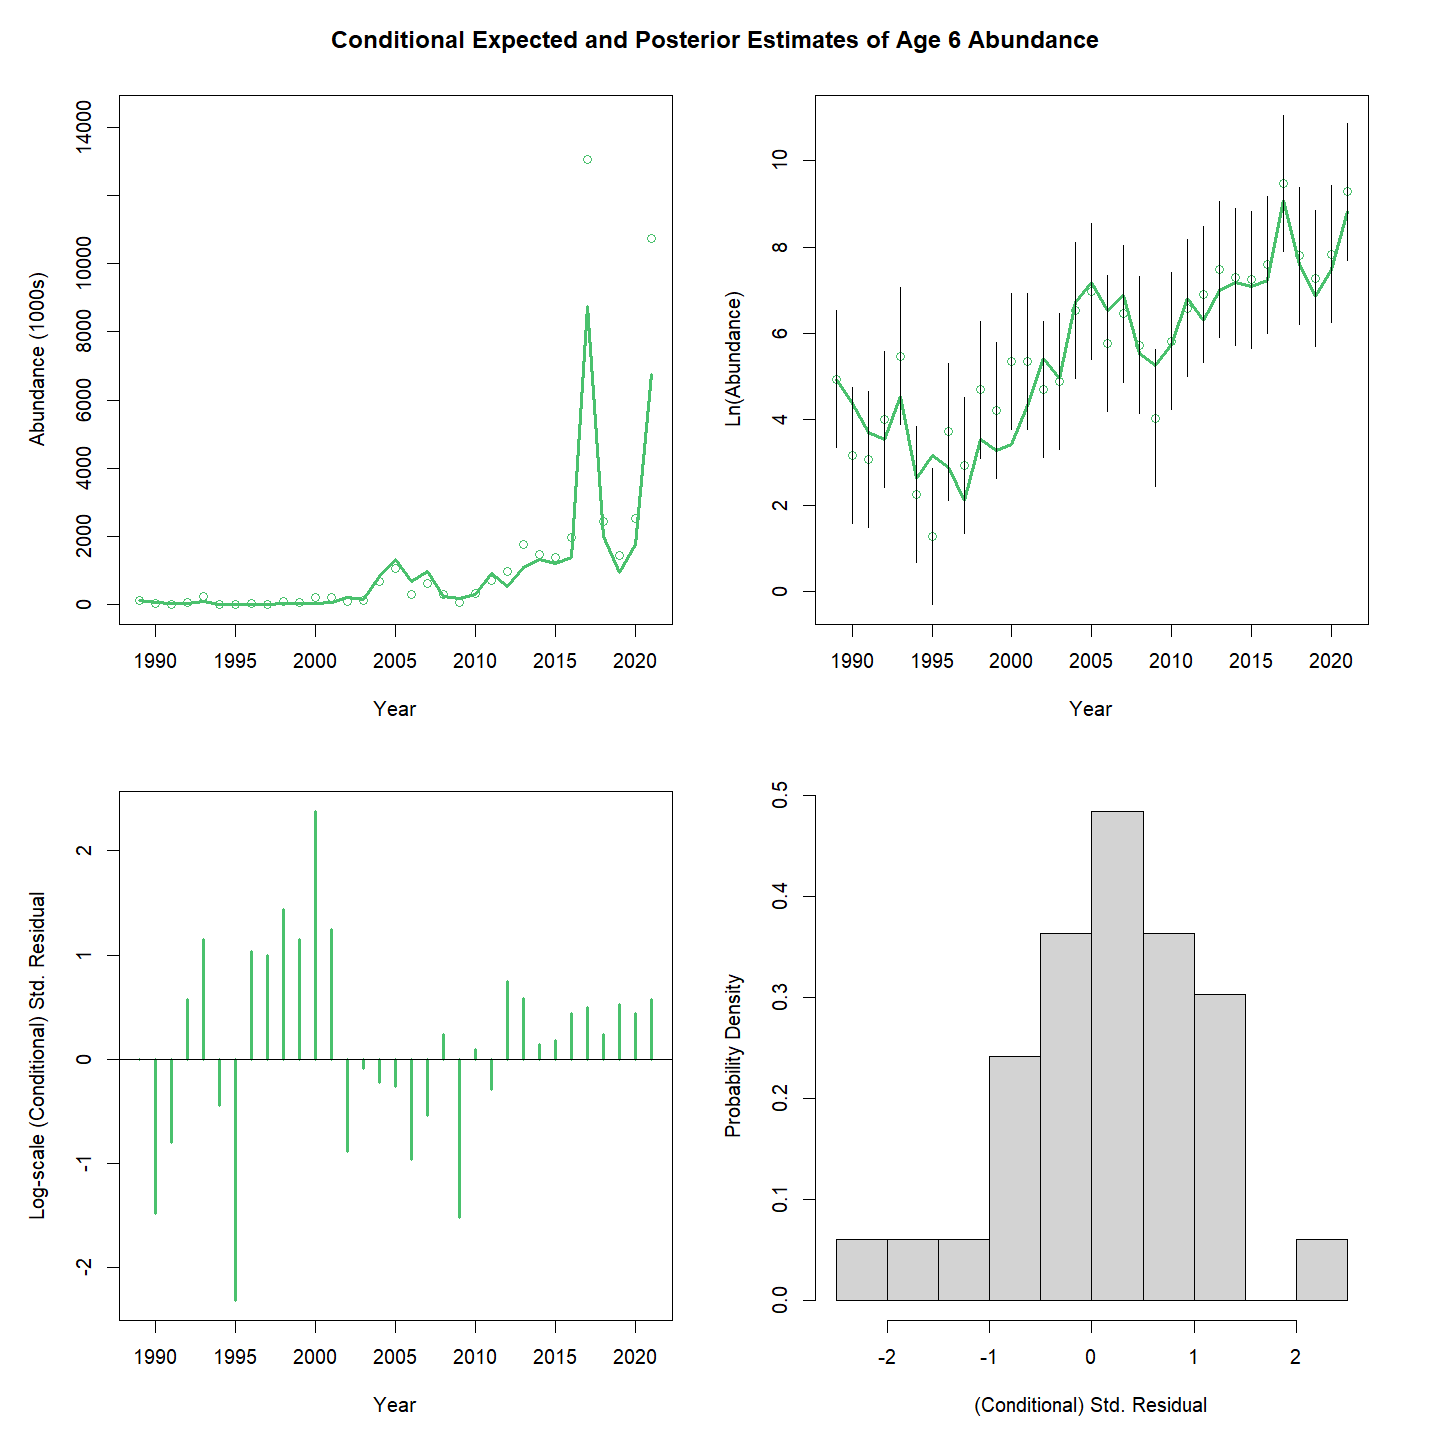 Conditional Expected and Posterior Estimates of Age 6 Abundance
Abundance (1000s)
14000
10000
8000
6000
4000
2000
0
1990 1995 2000 2005 2010 2015 2020
Year
Ln(Abundance)
10
8
6
4
2
0
1990 1995 2000 2005 2010 2015 2020
Year
Log-scale (Conditional) Std. Residual
2
1
0
-1
-2
1990 1995 2000 2005 2010 2015 2020
Year
Probability Density
0.5
0.4
0.3
0.2
0.1
0.0
-2 -1 0 1 2
(Conditional) Std. Residual